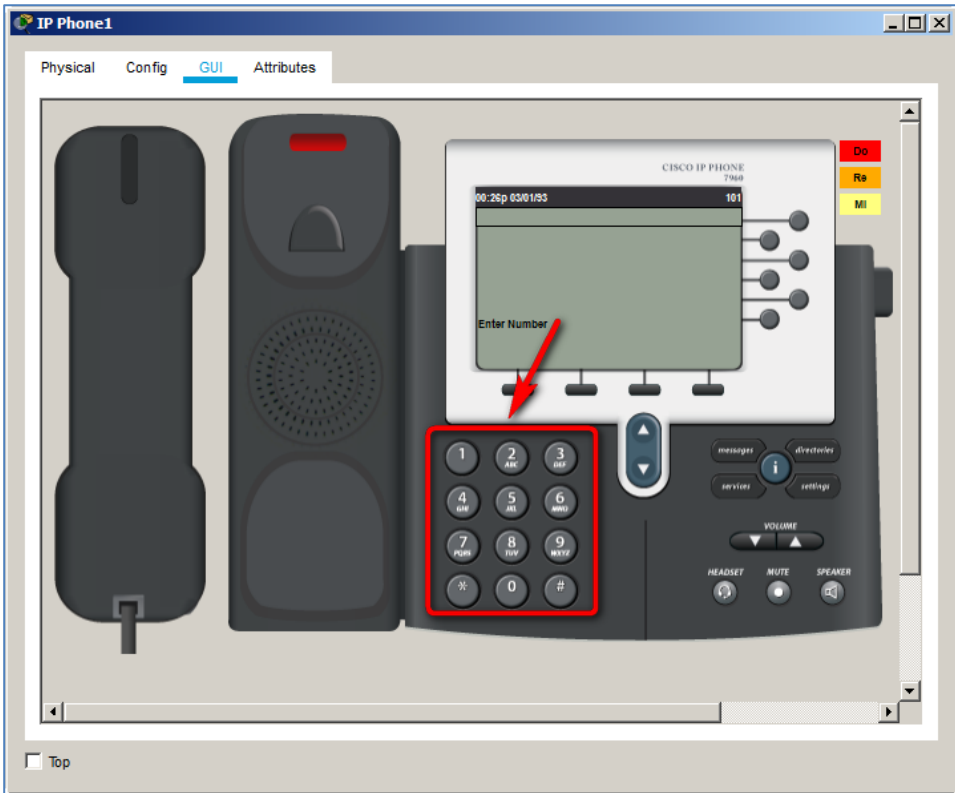 IP Phone1
Physical Config GUI Attributes
CISCO IP PHONE
7960
00:26p 03/01/93 101
Enter Number
Do
Re
MI
1 2 ABC 3 DEF
4 GHI 5 JKL 6 MNO
7 PQRS 8 TUV 9 WXYZ
* 0 #
messages directories
i
services settings
VOLUME
HEADSET MUTE SPEAKER
Top